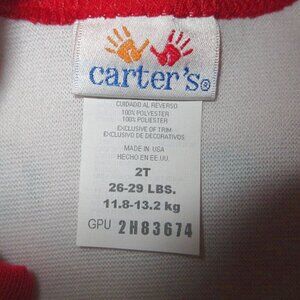 carter's®
CUIDADO AL REVERSO
100% POLYESTER
100% POLIESTER
EXCLUSIVE OF TRIM
EXCLUSIVO DE DECORATIVOS
MADE IN USA
HECHO EN EE.UU.
2T
26-29 LBS.
11.8-13.2 kg
GPU 2H83674